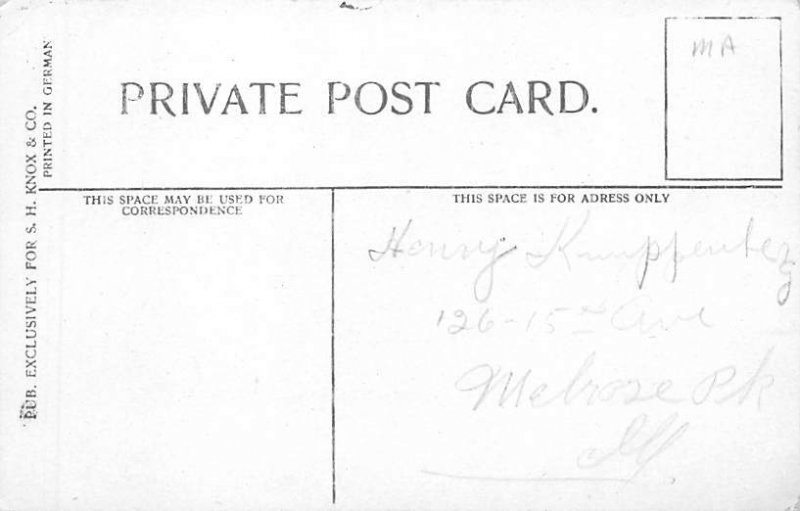 PUB. EXCLUSIVELY FOR S. H. KNOX & CO.
PRINTED IN GERMAN
PRIVATE POST CARD.
MA
THIS SPACE MAY BE USED FOR
CORRESPONDENCE
THIS SPACE IS FOR ADRESS ONLY
Henry
126-15th Ave
Melrose Pk
Ill.